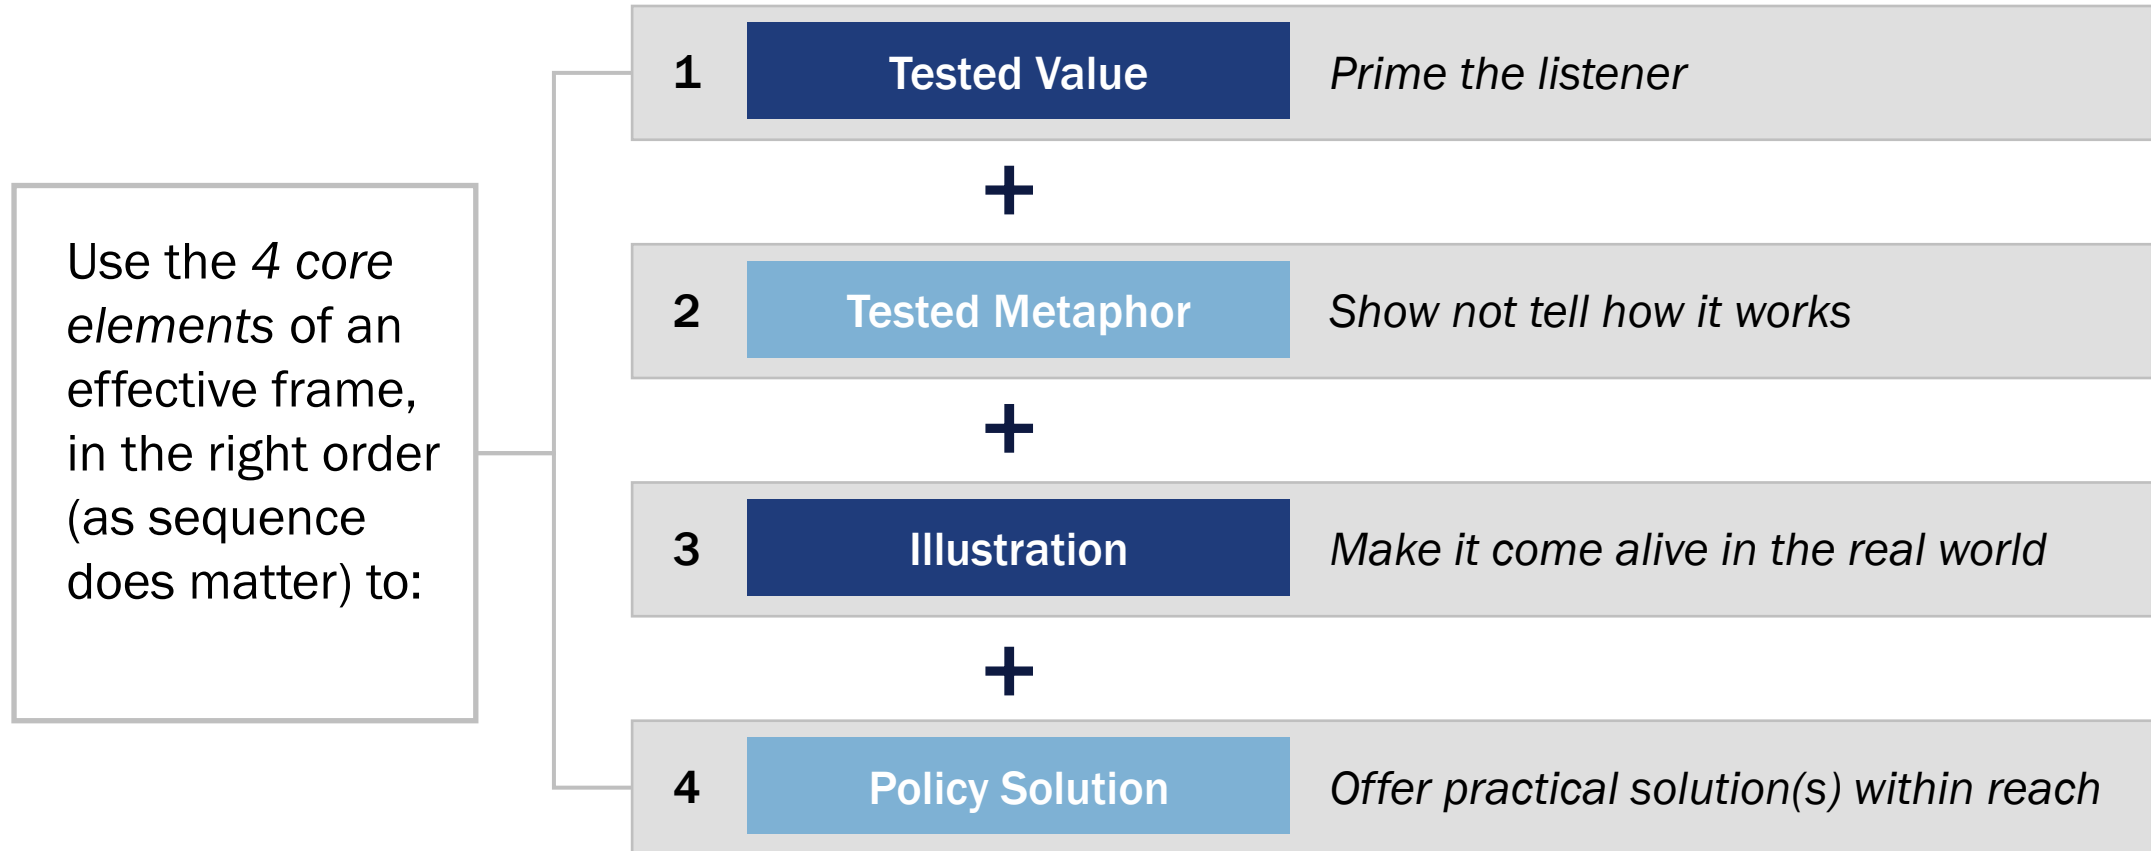 Use the 4 core
elements of an
effective frame,
in the right order
(as sequence
does matter) to:
1 Tested Value Prime the listener
+
2 Tested Metaphor Show not tell how it works
+
3 Illustration Make it come alive in the real world
+
4 Policy Solution Offer practical solution(s) within reach